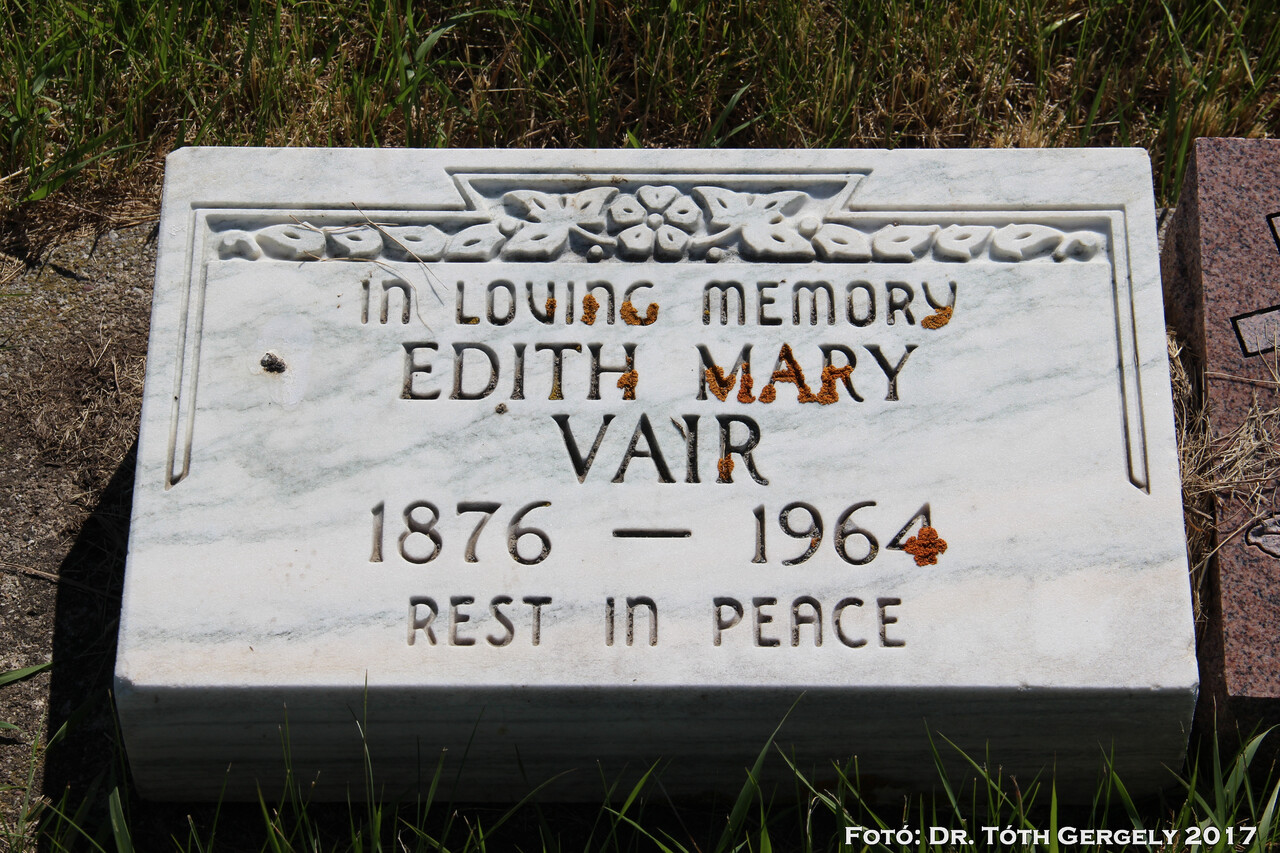 In Loving Memory
EDITH MARY
VAIR
1876 — 1964
REST IN PEACE
Fotó: Dr. Tóth Gergely 2017